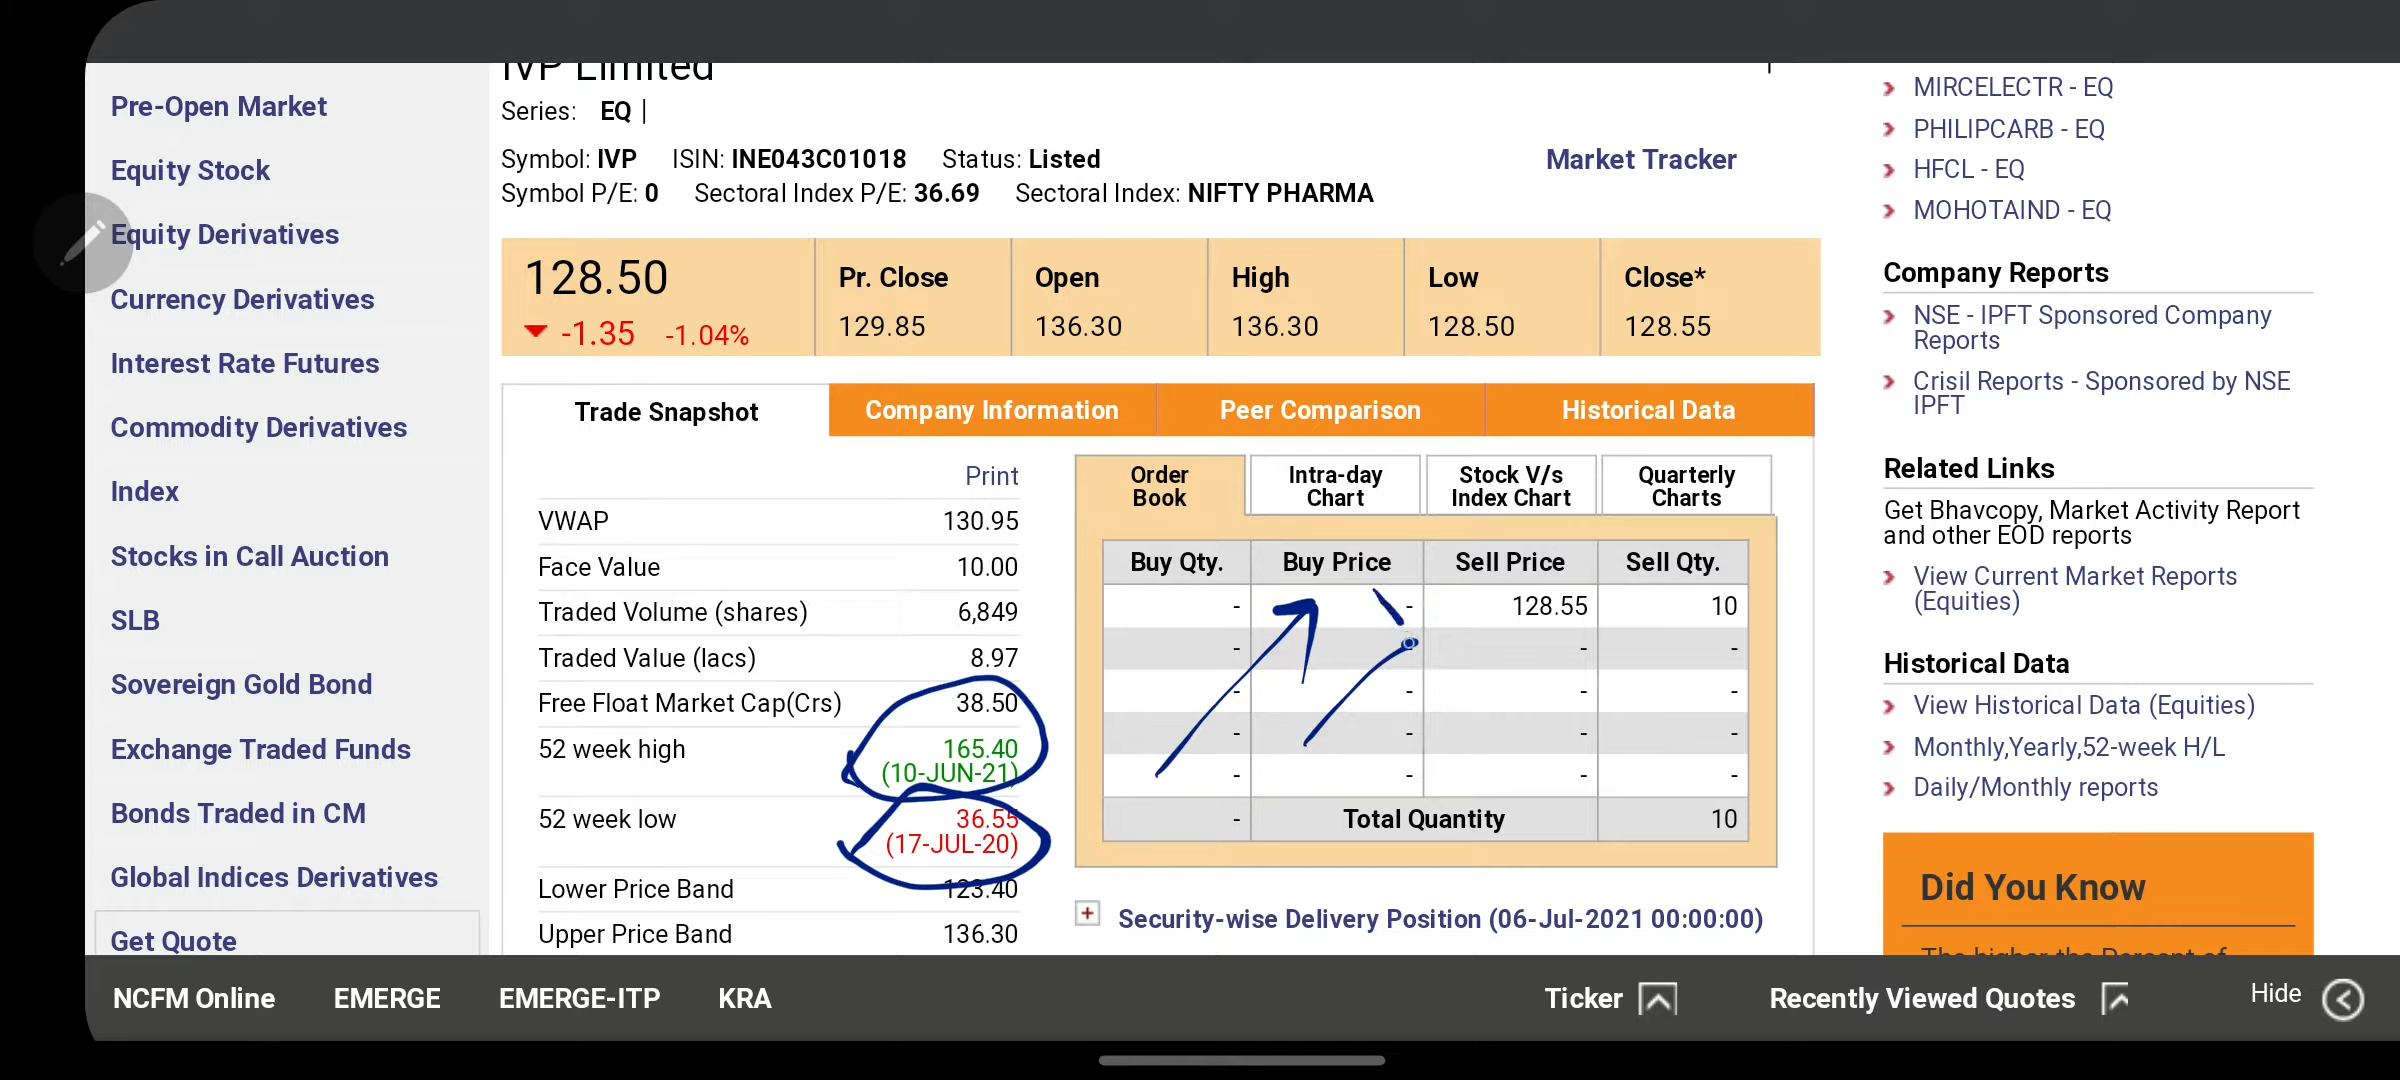 IVP Limited
Series: EQ |
Symbol: IVP ISIN: INE043C01018 Status: Listed
Symbol P/E: 0 Sectoral Index P/E: 36.69 Sectoral Index: NIFTY PHARMA
Market Tracker
Pre-Open Market
Equity Stock
Equity Derivatives
Currency Derivatives
Interest Rate Futures
Commodity Derivatives
Index
Stocks in Call Auction
SLB
Sovereign Gold Bond
Exchange Traded Funds
Bonds Traded in CM
Global Indices Derivatives
Get Quote
128.50 Pr. Close Open High Low Close*
-1.35 -1.04% 129.85 136.30 136.30 128.50 128.55
Trade Snapshot Company Information Peer Comparison Historical Data
Print
VWAP 130.95
Face Value 10.00
Traded Volume (shares) 6,849
Traded Value (lacs) 8.97
Free Float Market Cap(Crs) 38.50
52 week high 165.40
(10-JUN-21)
52 week low 36.55
(17-JUL-20)
Lower Price Band 123.40
Upper Price Band 136.30
Order Book
Intra-day Chart
Stock V/s Index Chart
Quarterly Charts
Buy Qty. Buy Price Sell Price Sell Qty.
- - 128.55 10
- - - -
- - - -
- - - -
- - - -
- Total Quantity 10
Security-wise Delivery Position (06-Jul-2021 00:00:00)
MIRCELECTR - EQ
PHILIPCARB - EQ
HFCL - EQ
MOHOTAIND - EQ
Company Reports
NSE - IPFT Sponsored Company
Reports
Crisil Reports - Sponsored by NSE
IPFT
Related Links
Get Bhavcopy, Market Activity Report
and other EOD reports
View Current Market Reports
(Equities)
Historical Data
View Historical Data (Equities)
Monthly,Yearly,52-week H/L
Daily/Monthly reports
Did You Know
The higher the Percent of
NCFM Online EMERGE EMERGE-ITP KRA Ticker Recently Viewed Quotes Hide